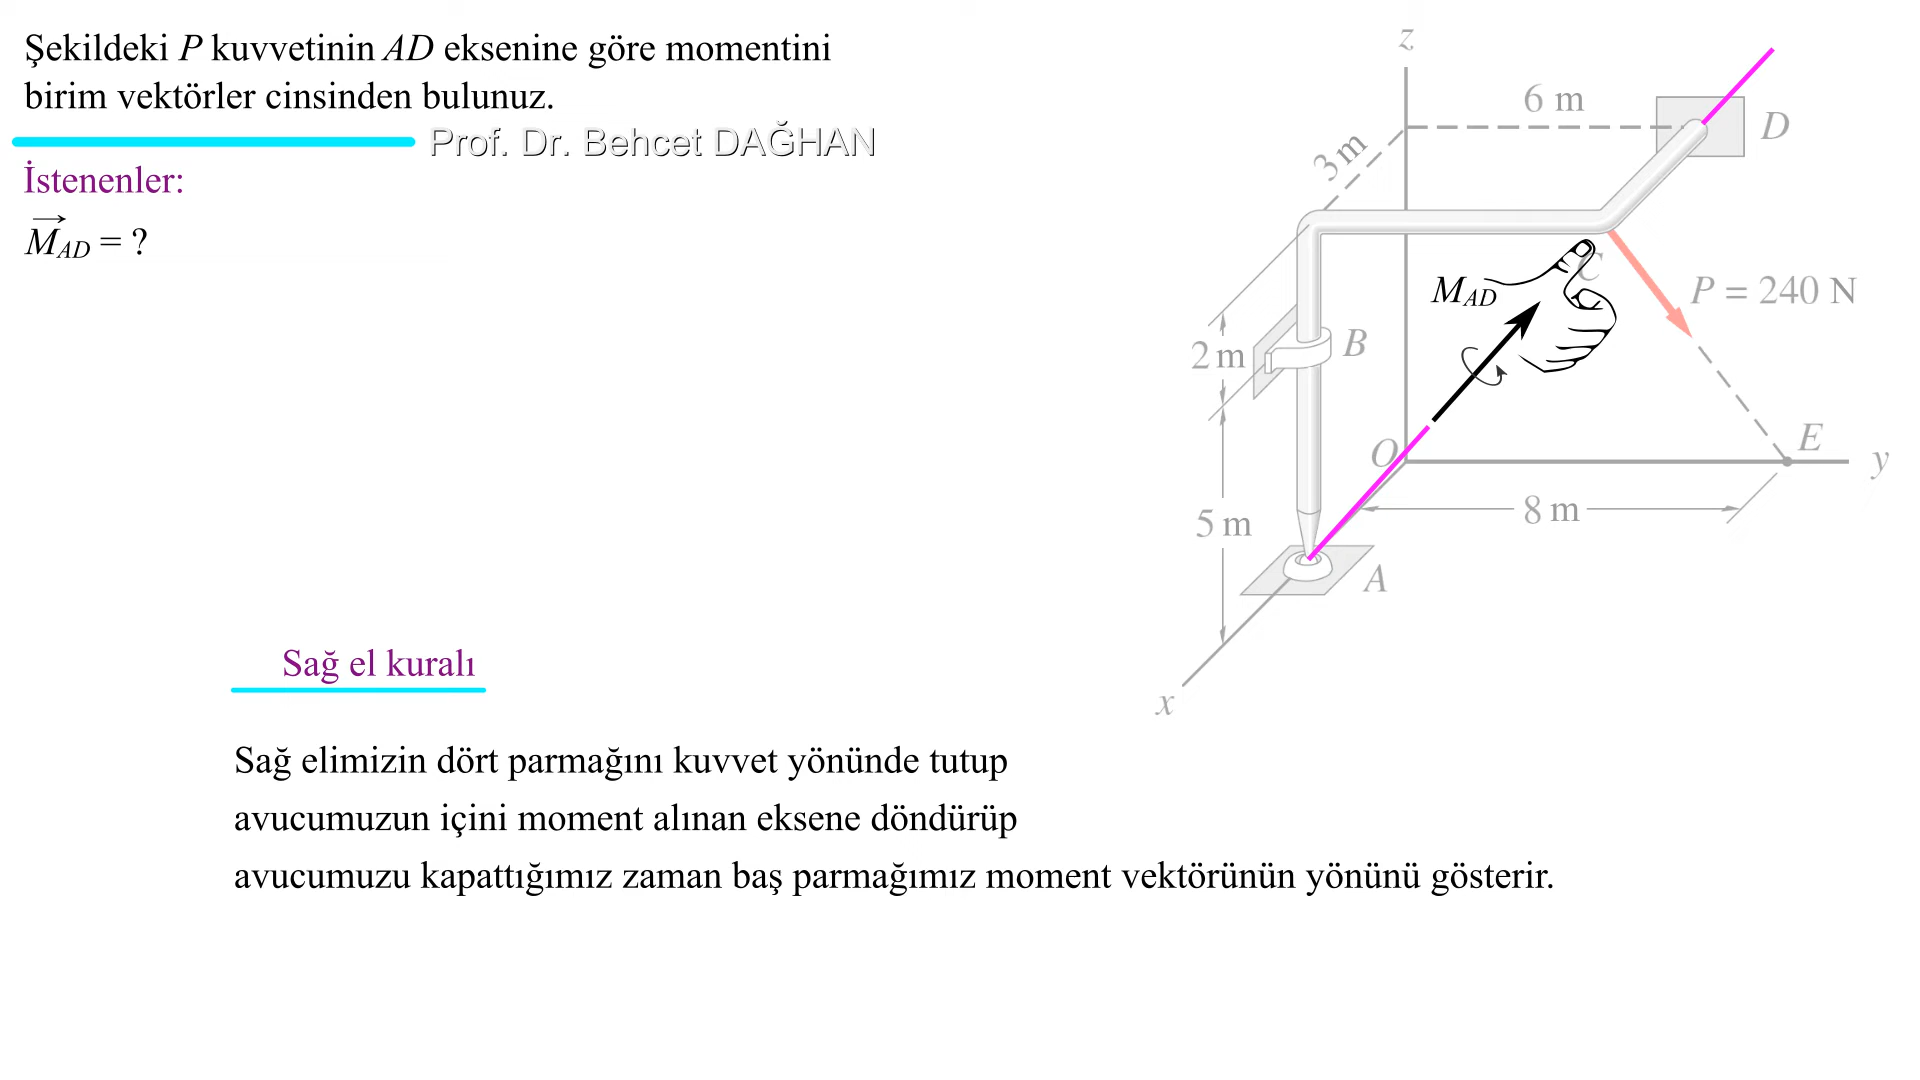 Şekildeki P kuvvetinin AD eksenine göre momentini
birim vektörler cinsinden bulunuz.
Prof. Dr. Behcet DAĞHAN
İstenenler:
M⃗AD = ?
z
6 m
D
3 m
C
MAD
P = 240 N
2 m
B
O
E
y
8 m
5 m
A
x
Sağ el kuralı
Sağ elimizin dört parmağını kuvvet yönünde tutup
avucumuzun içini moment alınan eksene döndürüp
avucumuzu kapattığımız zaman baş parmağımız moment vektörünün yönünü gösterir.